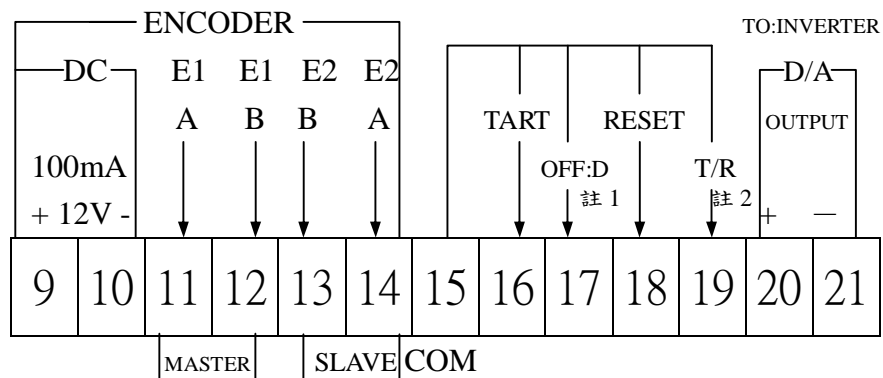 ENCODER TO:INVERTER
DC E1 E1 E2 E2 D/A
A B B A TART RESET OUTPUT
100mA OFF:D T/R
+ 12V - 註 1 註 2 + －
9 10 11 12 13 14 15 16 17 18 19 20 21
MASTER SLAVE COM